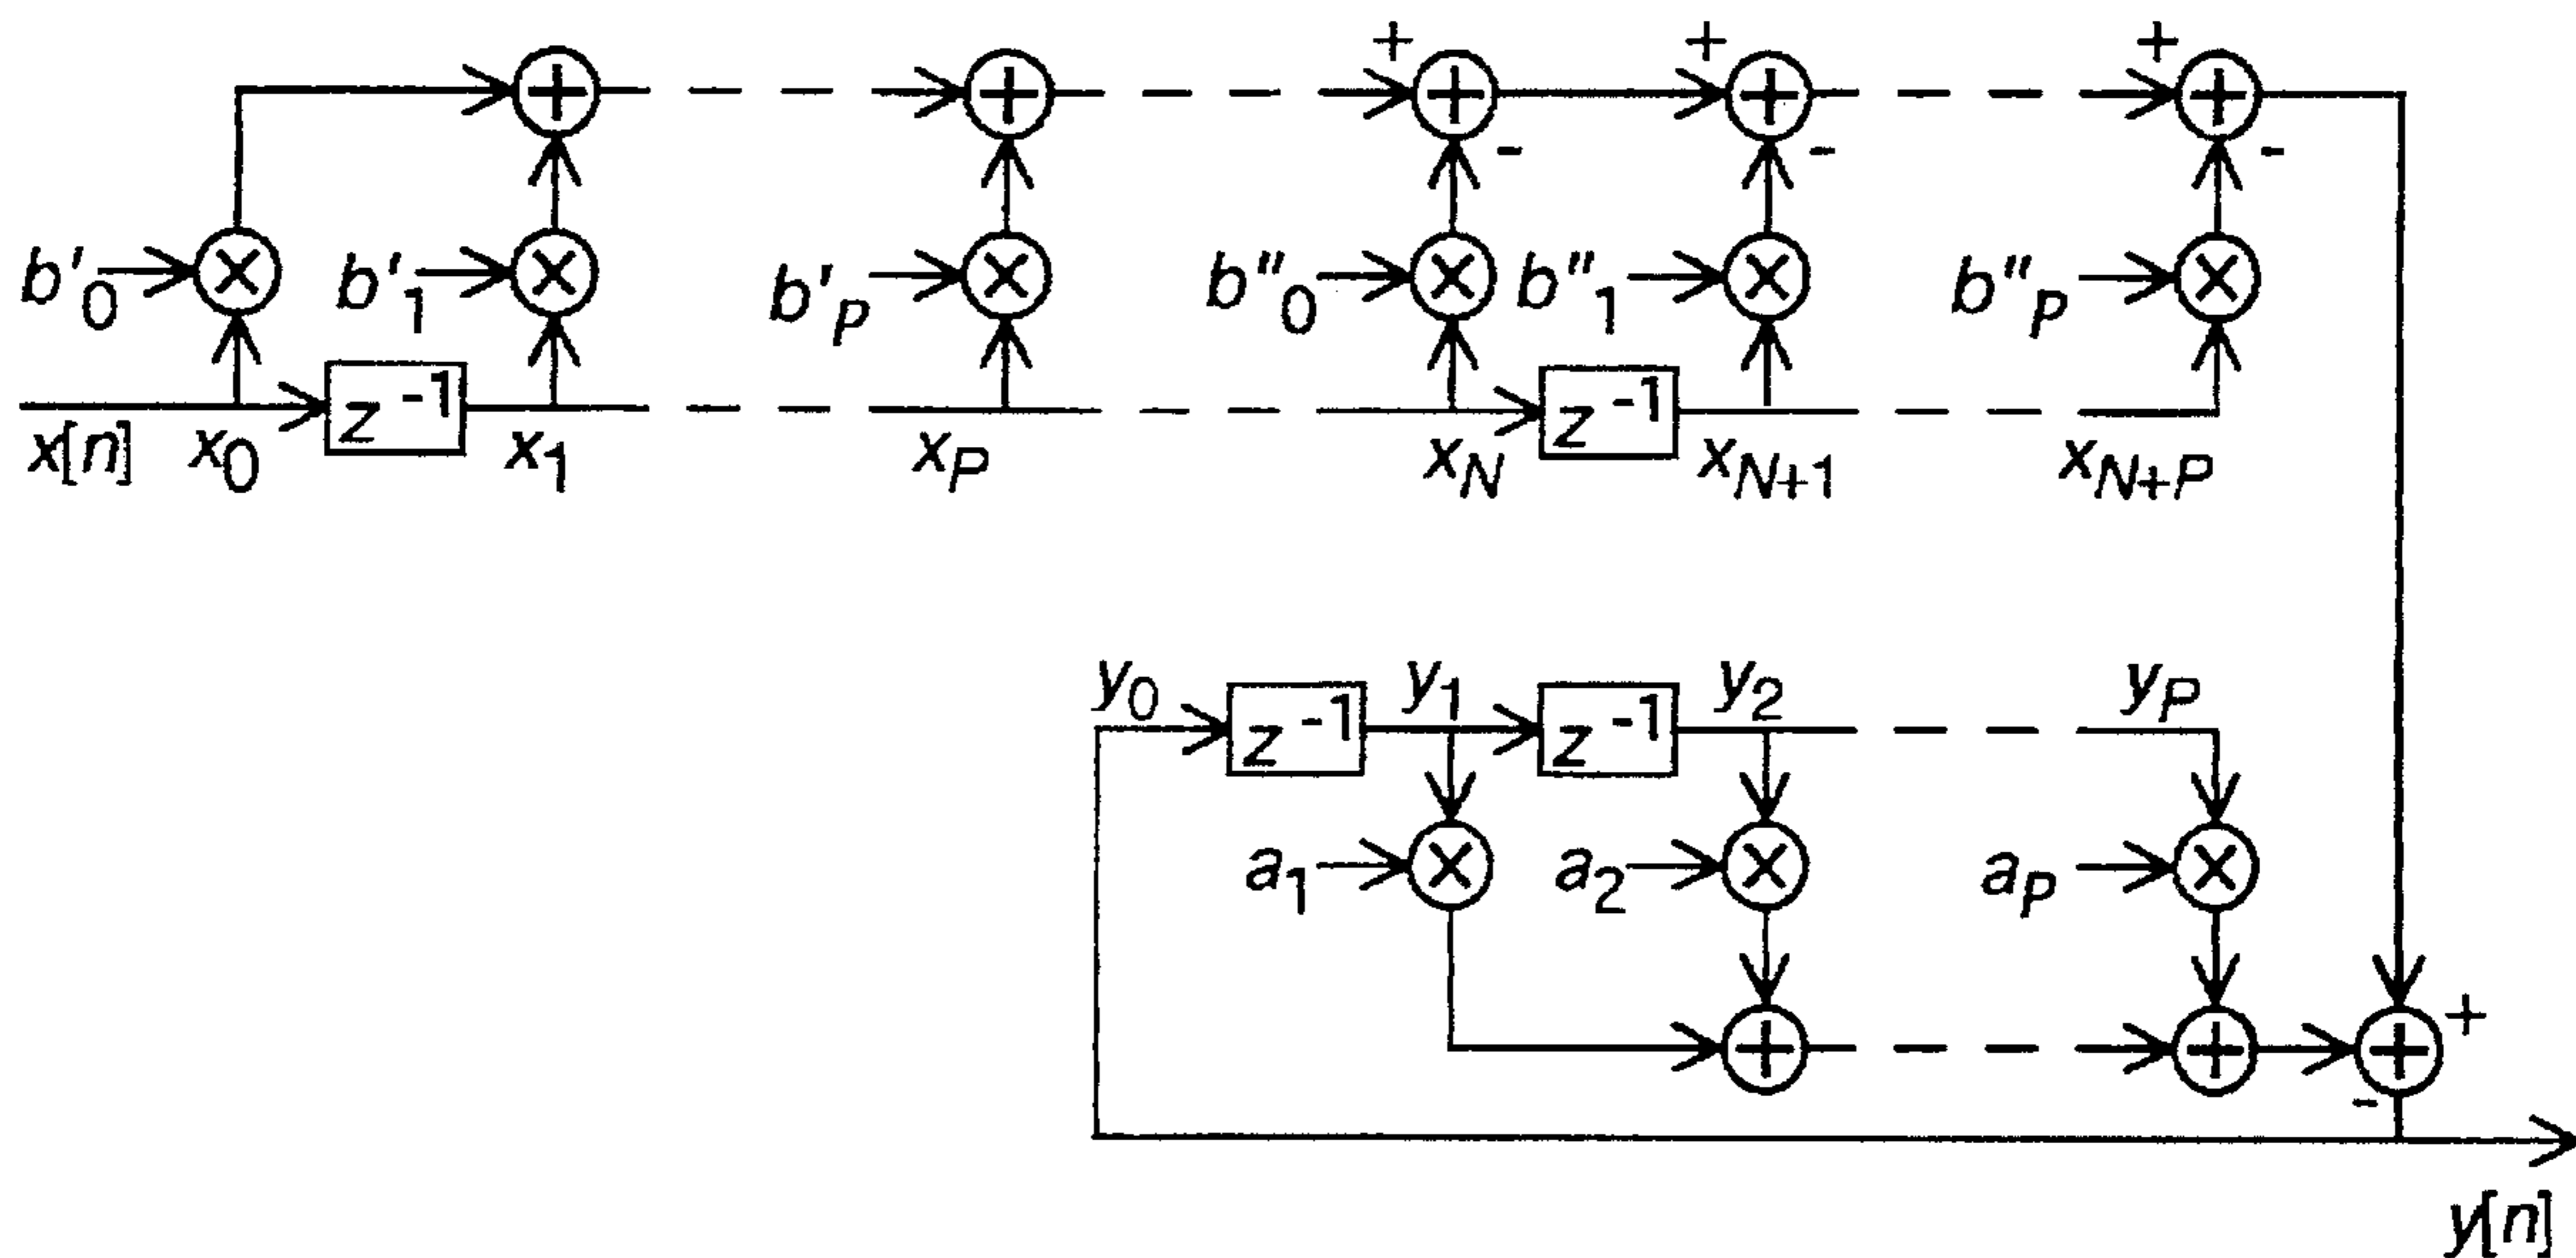 + + +
- - -
b'0 b'1 b'P b"0 b"1 b"P
z-1 z-1
x[n] x0 x1 xP xN xN+1 xN+P
y0 y1 y2 yP
z-1 z-1
a1 a2 aP
+
-
y[n]